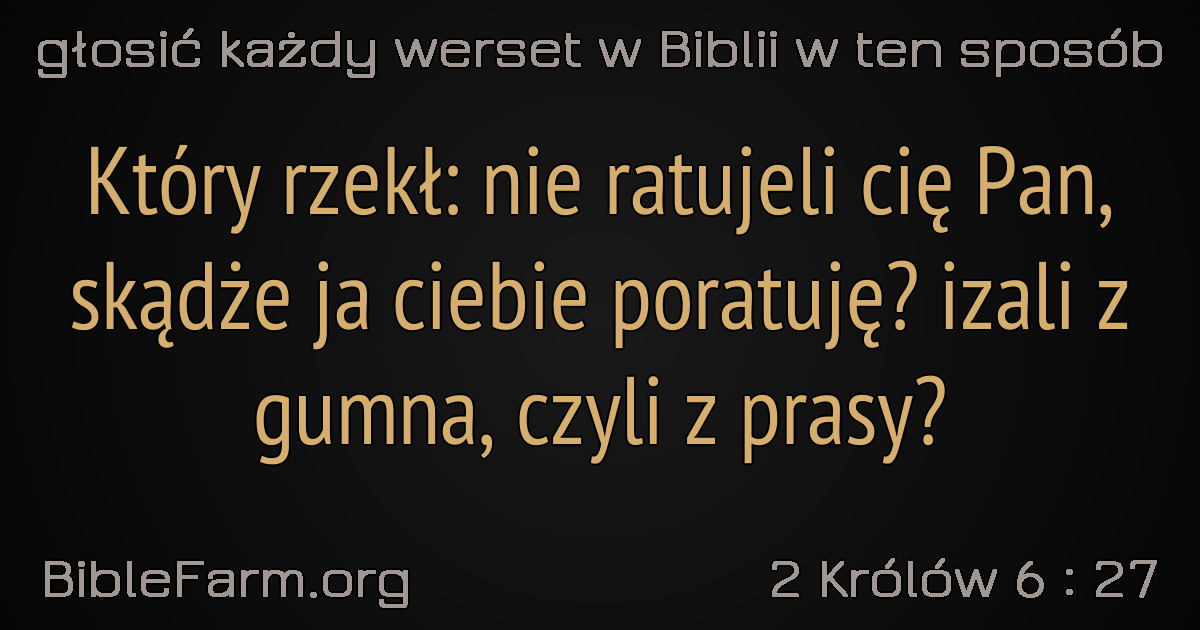 głosić każdy werset w Biblii w ten sposób
Który rzekł: nie ratujeli cię Pan,
skądże ja ciebie poratuję? izali z
gumna, czyli z prasy?
BibleFarm.org
2 Królów 6 : 27